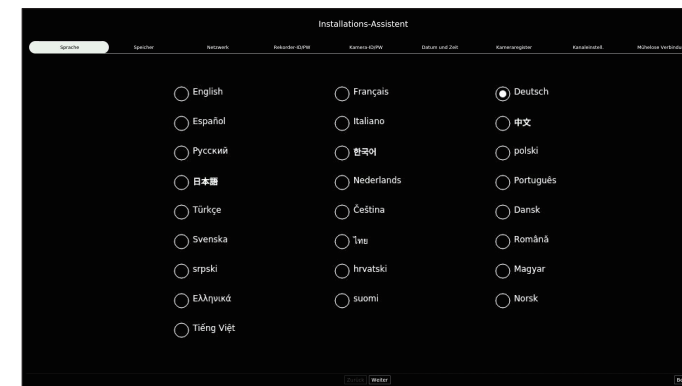 Installations-Assistent
Sprache Speicher Netzwerk Rekorder-ID/PW Kamera-ID/PW Datum und Zeit Kameraregister Kanaleinstell. Mühelose Verbindu
English Français Deutsch
Español Italiano 中文
Русский 한국어 polski
日本語 Nederlands Português
Türkçe Čeština Dansk
Svenska ไทย Română
srpski hrvatski Magyar
Ελληνικά suomi Norsk
Tiếng Việt
Zurück Weiter